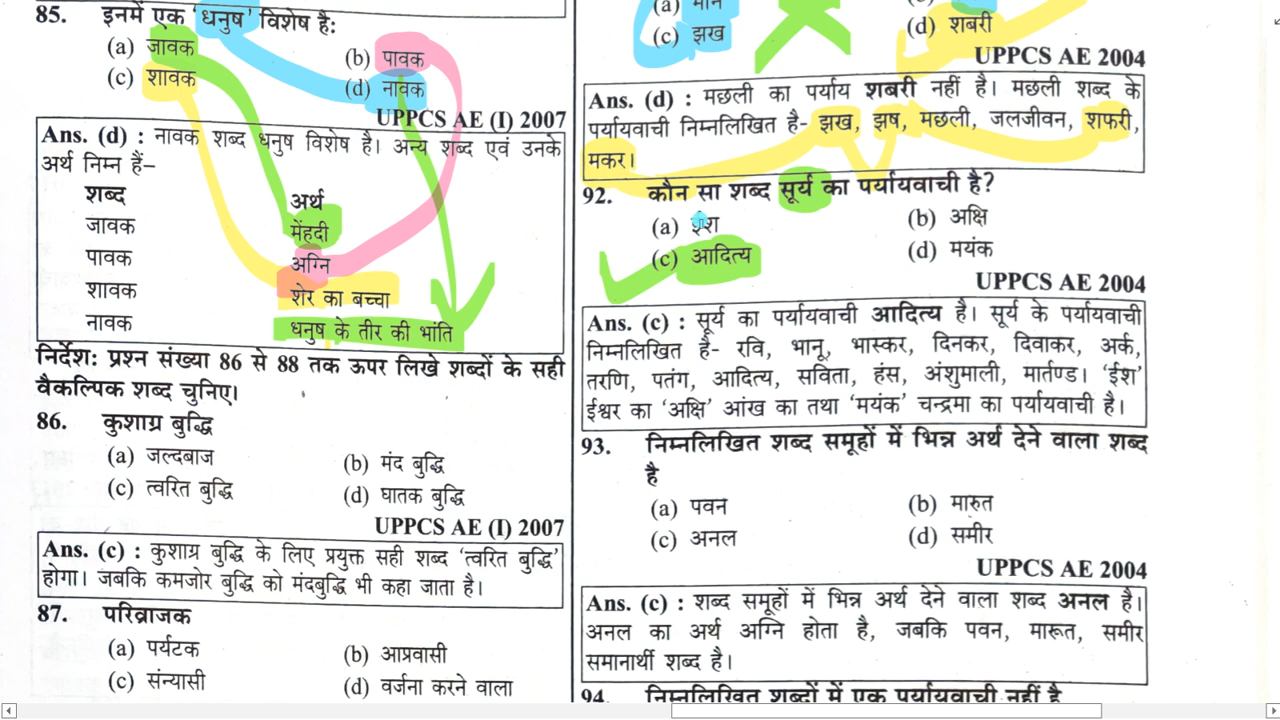 85. इनमें एक 'धनुष' विशेष है:
(a) जावक (b) पावक
(c) शावक (d) नावक
UPPCS AE (I) 2007
Ans. (d) : नावक शब्द धनुष विशेष है। अन्य शब्द एवं उनके
अर्थ निम्न हैं–
शब्द अर्थ
जावक मेंहदी
पावक अग्नि
शावक शेर का बच्चा
नावक धनुष के तीर की भांति
निर्देश: प्रश्न संख्या 86 से 88 तक ऊपर लिखे शब्दों के सही
वैकल्पिक शब्द चुनिए।
86. कुशाग्र बुद्धि
(a) जल्दबाज (b) मंद बुद्धि
(c) त्वरित बुद्धि (d) घातक बुद्धि
UPPCS AE (I) 2007
Ans. (c) : कुशाग्र बुद्धि के लिए प्रयुक्त सही शब्द 'त्वरित बुद्धि'
होगा। जबकि कमजोर बुद्धि को मंदबुद्धि भी कहा जाता है।
87. परिव्राजक
(a) पर्यटक (b) आप्रवासी
(c) संन्यासी (d) वर्जना करने वाला
(a) मीन
(c) झख (d) शबरी
UPPCS AE 2004
Ans. (d) : मछली का पर्याय शबरी नहीं है। मछली शब्द के
पर्यायवाची निम्नलिखित है- झख, झष, मछली, जलजीवन, शफरी,
मकर।
92. कौन सा शब्द सूर्य का पर्यायवाची है?
(a) ईश (b) अक्षि
(c) आदित्य (d) मयंक
UPPCS AE 2004
Ans. (c) : सूर्य का पर्यायवाची आदित्य है। सूर्य के पर्यायवाची
निम्नलिखित है- रवि, भानू, भास्कर, दिनकर, दिवाकर, अर्क,
तरणि, पतंग, आदित्य, सविता, हंस, अंशुमाली, मार्तण्ड। 'ईश'
ईश्वर का 'अक्षि' आंख का तथा 'मयंक' चन्द्रमा का पर्यायवाची है।
93. निम्नलिखित शब्द समूहों में भिन्न अर्थ देने वाला शब्द
है
(a) पवन (b) मारुत
(c) अनल (d) समीर
UPPCS AE 2004
Ans. (c) : शब्द समूहों में भिन्न अर्थ देने वाला शब्द अनल है।
अनल का अर्थ अग्नि होता है, जबकि पवन, मारूत, समीर
समानार्थी शब्द है।
94. निम्नलिखित शब्दों में एक पर्यायवाची नहीं है